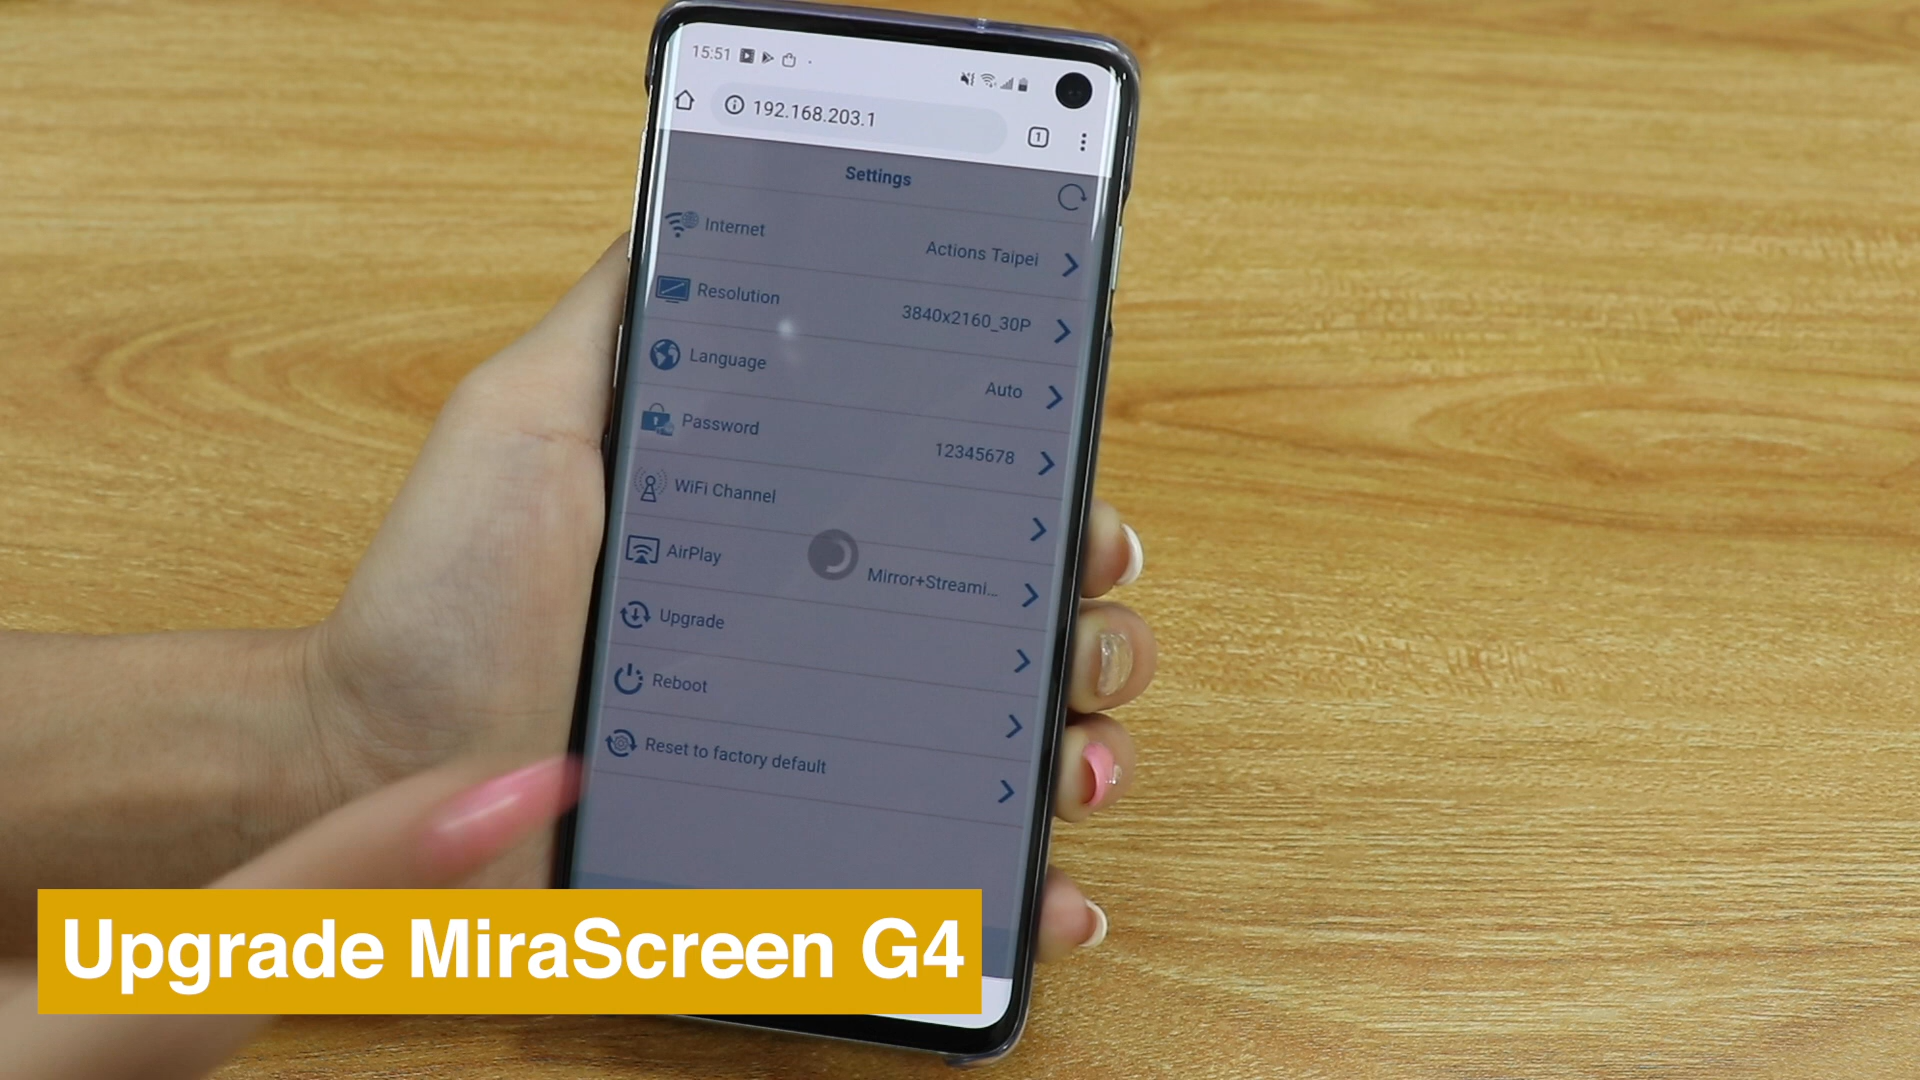 15:51
192.168.203.1
1
Settings
Internet
Actions Taipei
Resolution
3840x2160_30P
Language
Auto
Password
12345678
WiFi Channel
AirPlay
Mirror+Streami...
Upgrade
Reboot
Reset to factory default
Upgrade MiraScreen G4